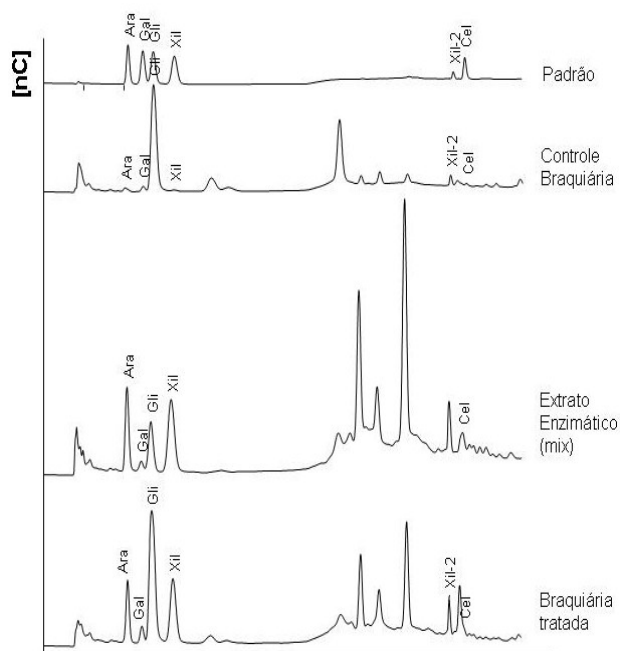 [nC]
Ara
Gal
Gli
Xil
Xil-2
Cel
Padrão
Gli
Ara
Gal
Xil
Xil-2
Cel
Controle
Braquiária
Ara
Gal
Gli
Xil
Cel
Extrato
Enzimático
(mix)
Ara
Gal
Gli
Xil
Xil-2
Cel
Braquiária
tratada